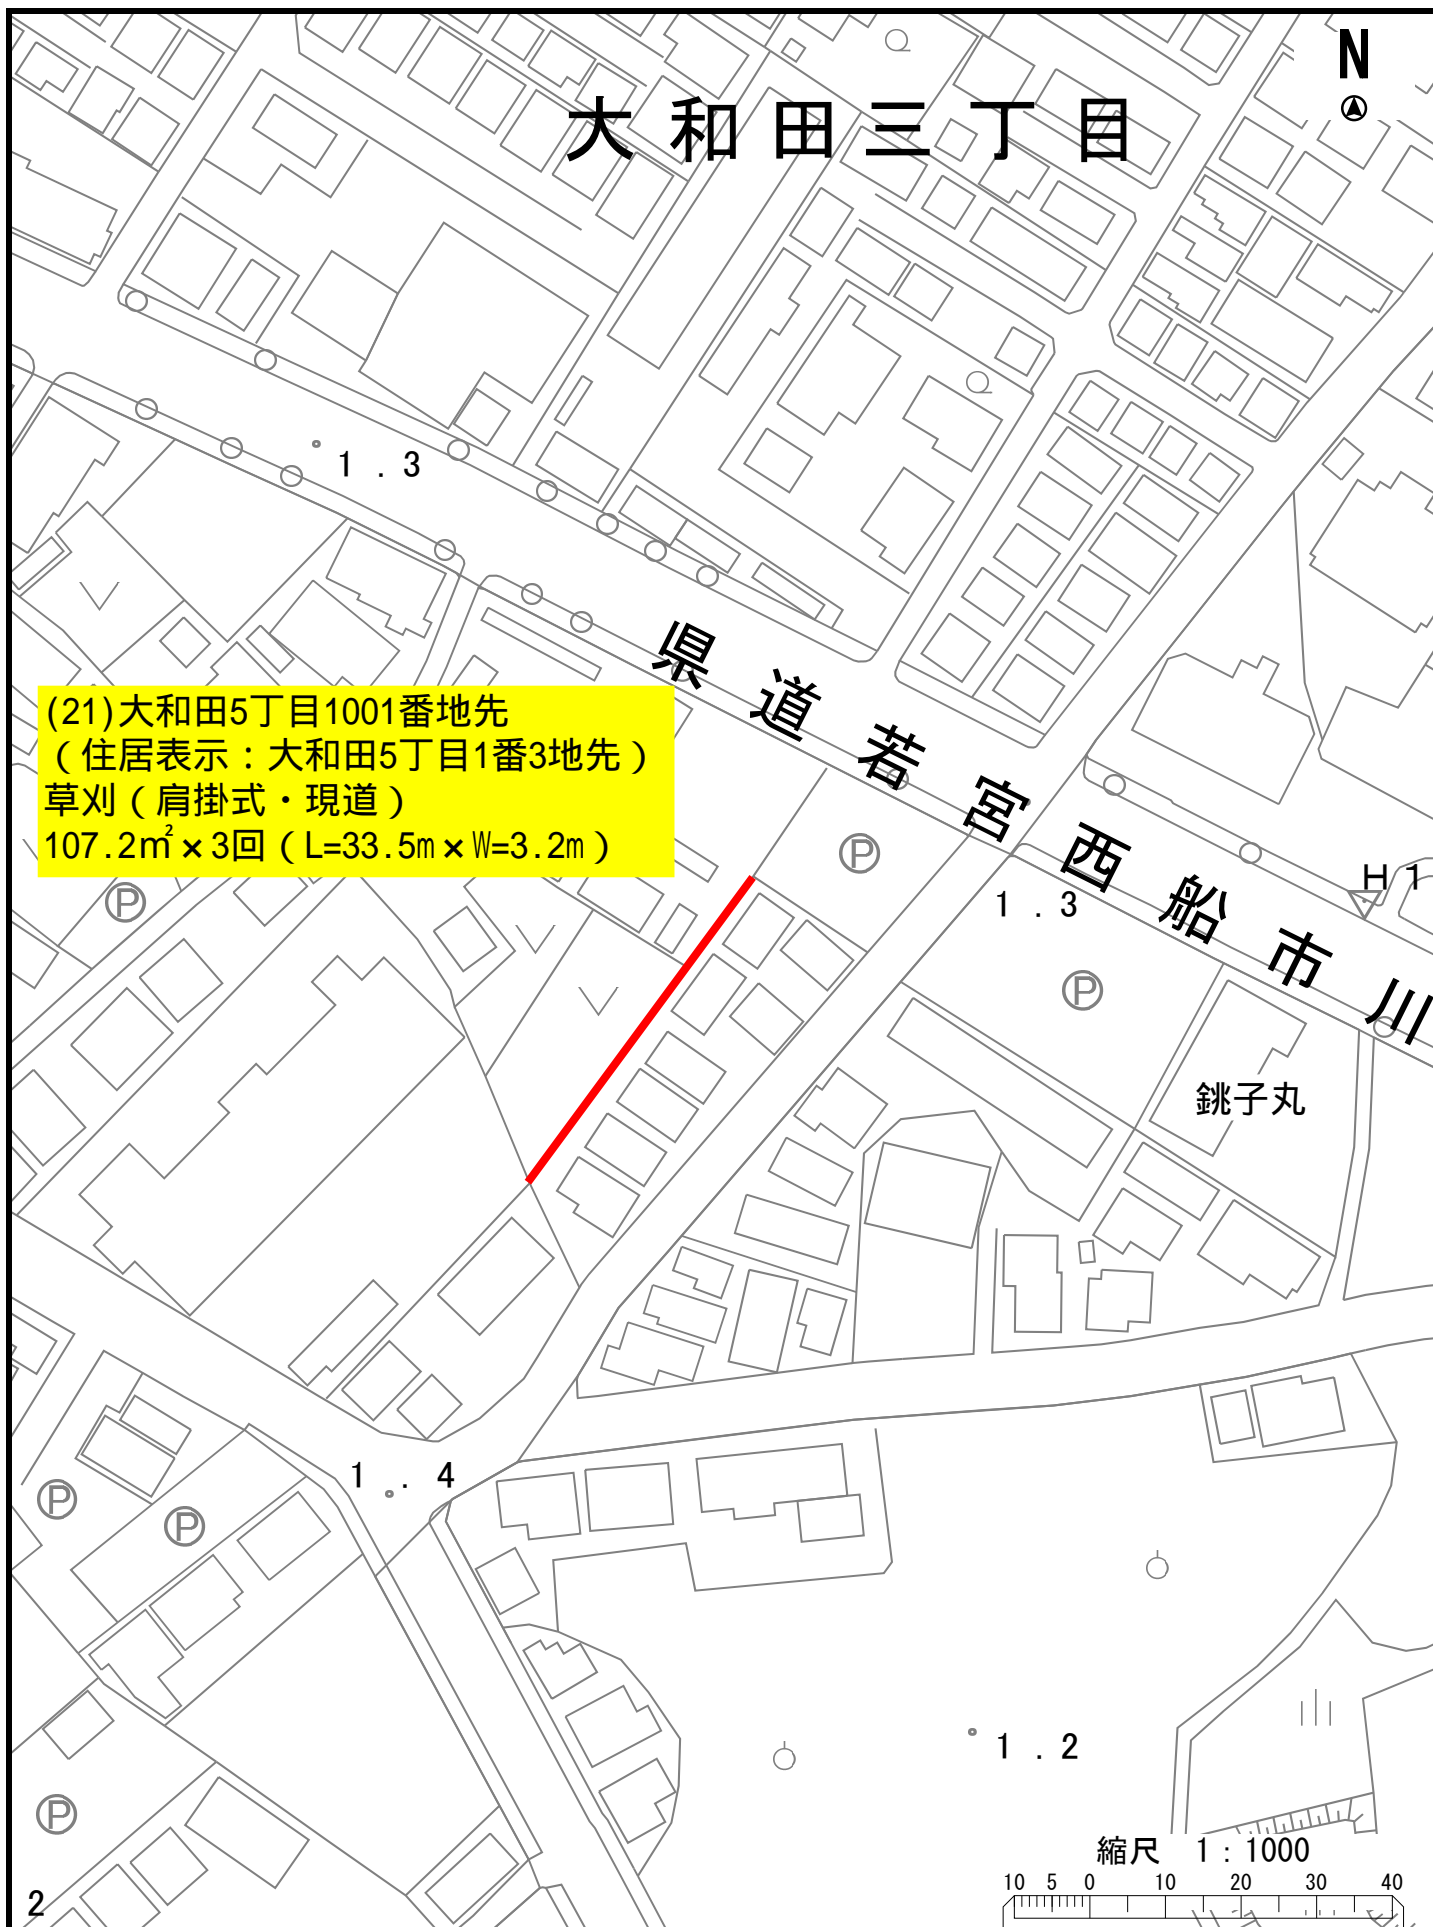 N
大和田三丁目
1.3
県道若宮西船市川
(21)大和田5丁目1001番地先
(住居表示：大和田5丁目1番3地先)
草刈(肩掛式・現道)
107.2㎡×3回(L=33.5m×W=3.2m)
P
P
H1
1.3
P
銚子丸
1.4
P
P
1.2
P
縮尺 1:1000
10 5 0 10 20 30 40
2